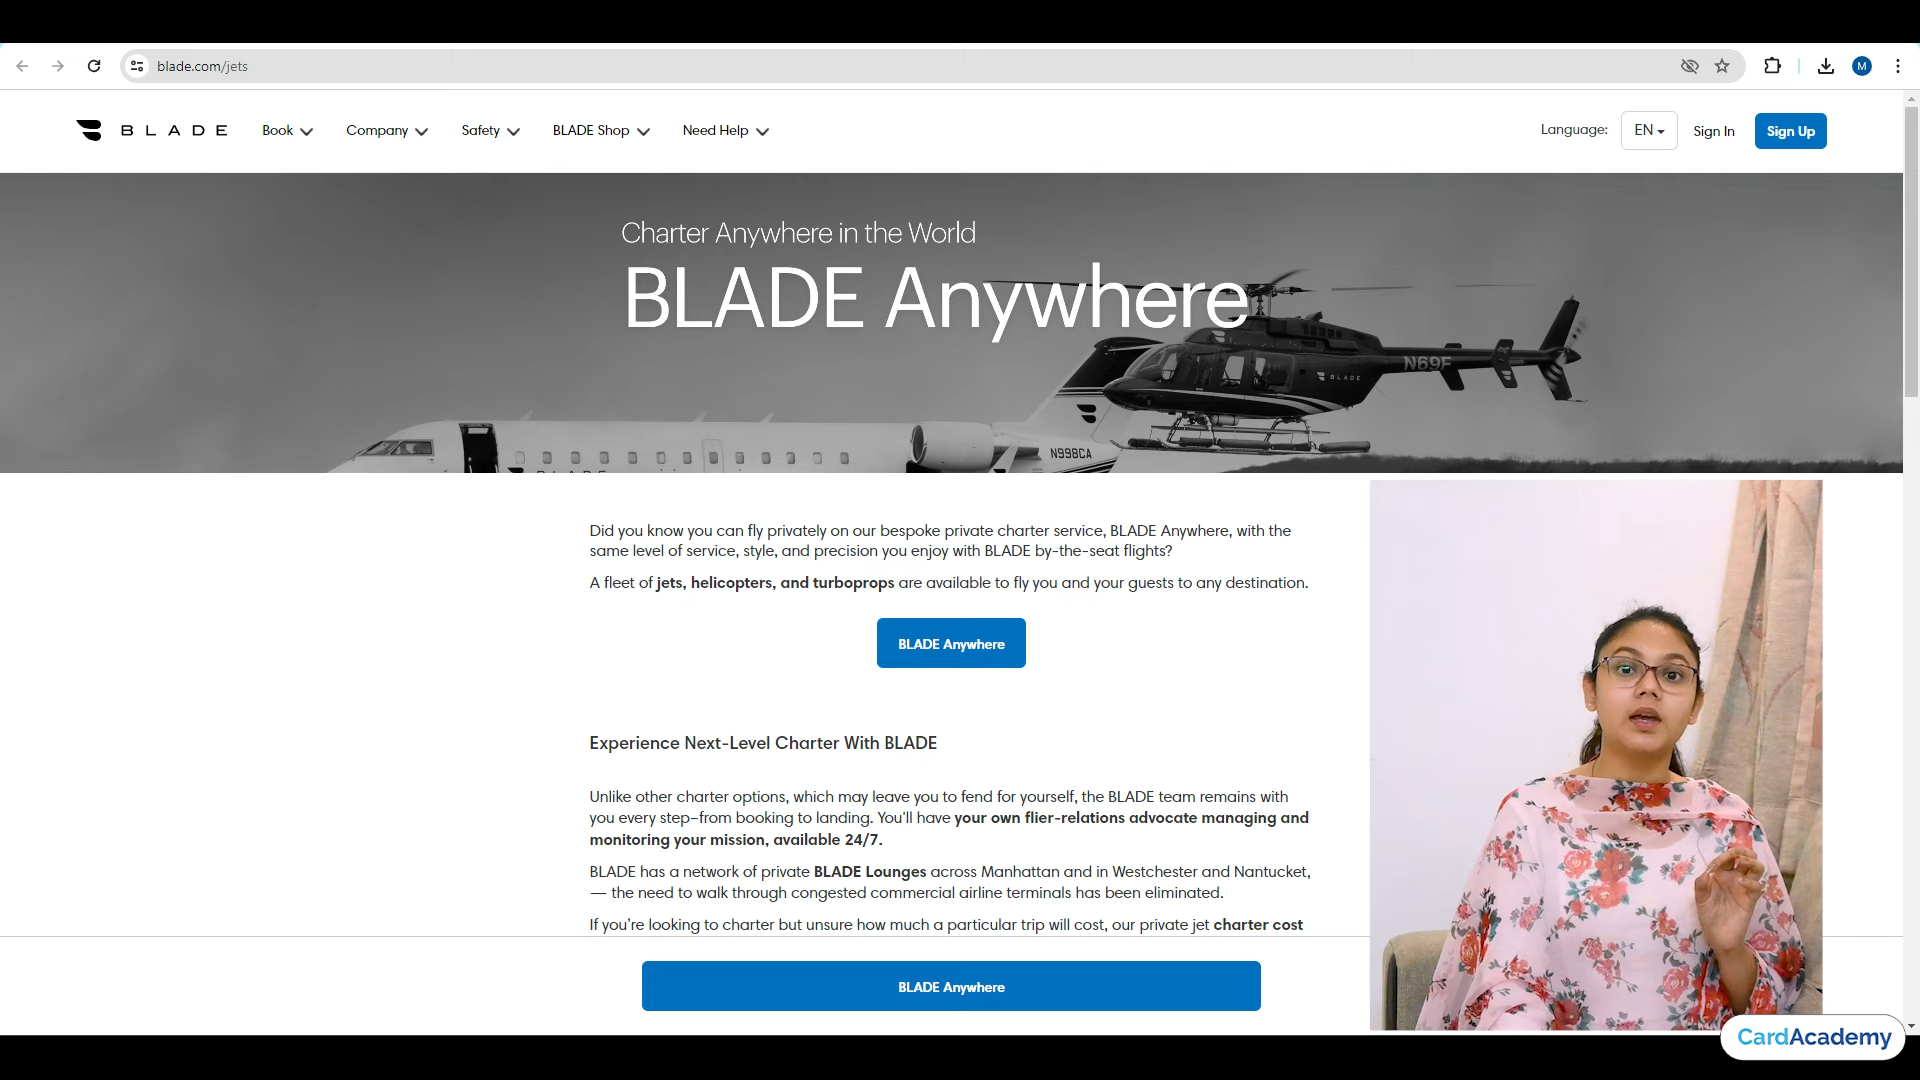 blade.com/jets
M
BLADE
Book
Company
Safety
BLADE Shop
Need Help
Language:
EN
Sign In
Sign Up
Charter Anywhere in the World
BLADE Anywhere
N69F
BLADE
N998CA
Did you know you can fly privately on our bespoke private charter service, BLADE Anywhere, with the
same level of service, style, and precision you enjoy with BLADE by-the-seat flights?
A fleet of jets, helicopters, and turboprops are available to fly you and your guests to any destination.
BLADE Anywhere
Experience Next-Level Charter With BLADE
Unlike other charter options, which may leave you to fend for yourself, the BLADE team remains with
you every step–from booking to landing. You'll have your own flier-relations advocate managing and
monitoring your mission, available 24/7.
BLADE has a network of private BLADE Lounges across Manhattan and in Westchester and Nantucket,
— the need to walk through congested commercial airline terminals has been eliminated.
If you’re looking to charter but unsure how much a particular trip will cost, our private jet charter cost
BLADE Anywhere
CardAcademy